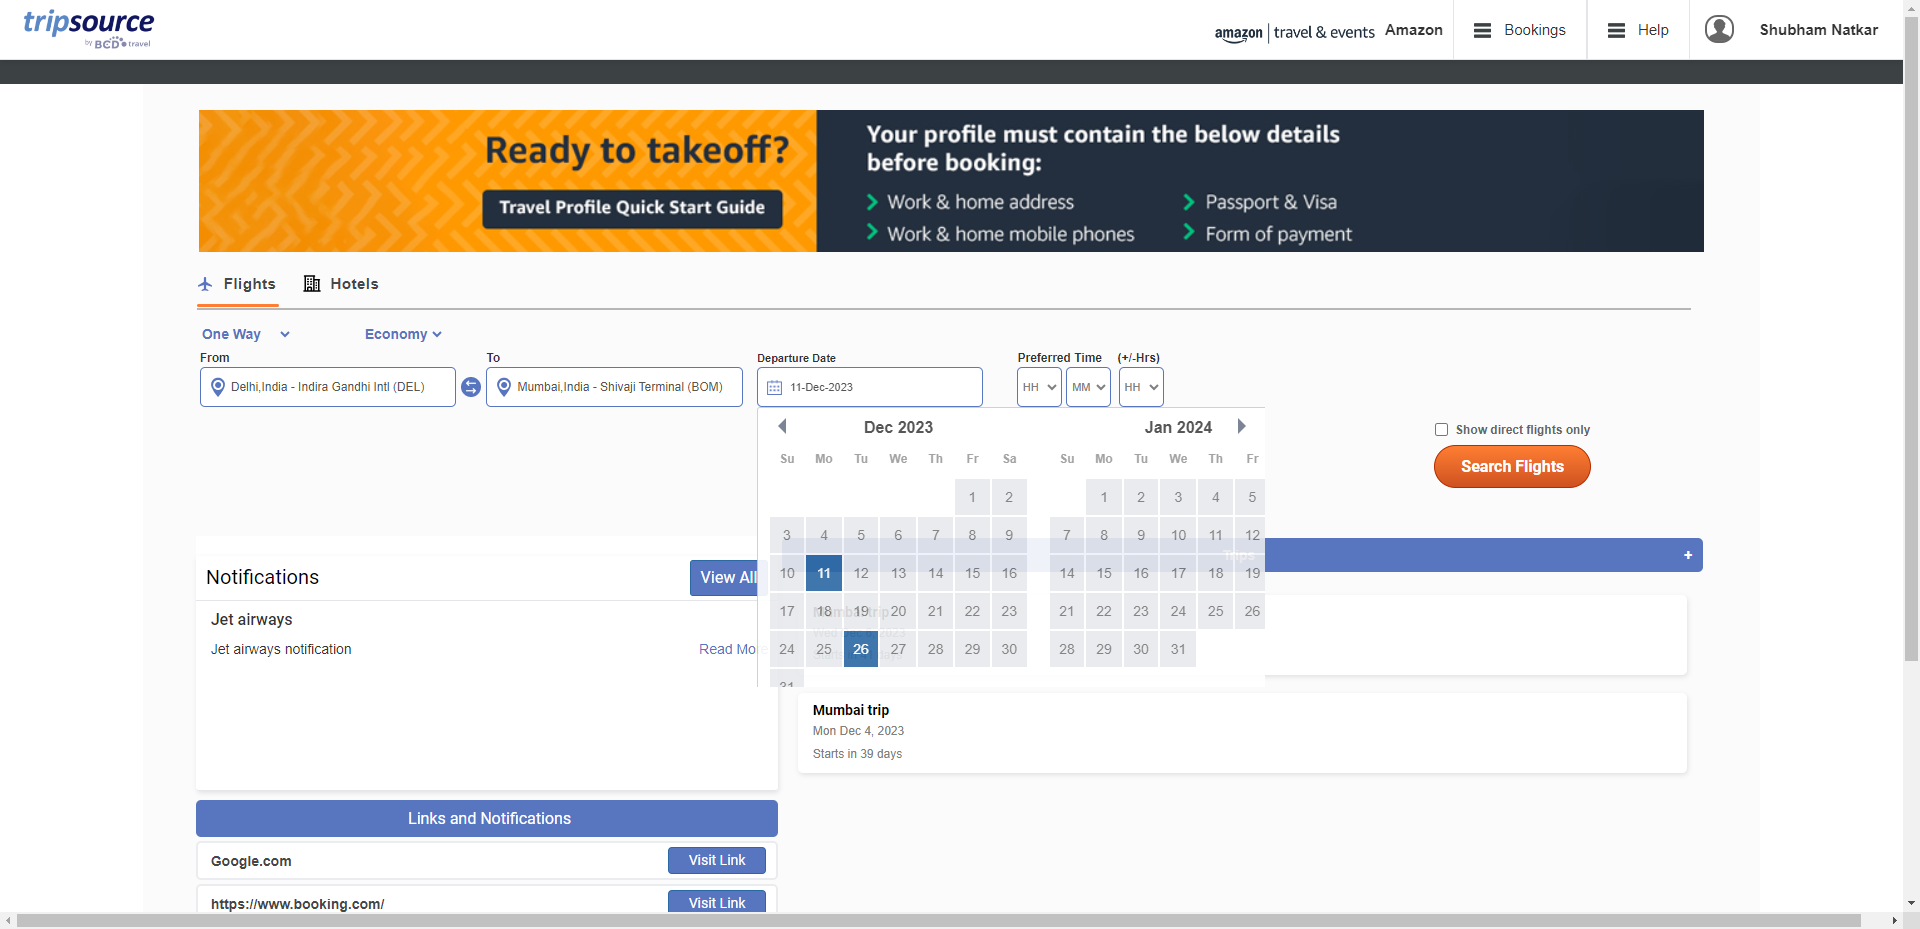 tripsource
by BCD travel
amazon | travel & events
Amazon
Bookings
Help
Shubham Natkar
Ready to takeoff?
Travel Profile Quick Start Guide
Your profile must contain the below details
before booking:
Work & home address
Passport & Visa
Work & home mobile phones
Form of payment
Flights
Hotels
One Way
Economy
From
To
Departure Date
Preferred Time
(+/-Hrs)
Delhi,India - Indira Gandhi Intl (DEL)
Mumbai,India - Shivaji Terminal (BOM)
11-Dec-2023
HH
MM
HH
Dec 2023
Su Mo Tu We Th Fr Sa
1 2
3 4 5 6 7 8 9
10 11 12 13 14 15 16
17 18 19 20 21 22 23
24 25 26 27 28 29 30
31
Jan 2024
Su Mo Tu We Th Fr
1 2 3 4 5
7 8 9 10 11 12
14 15 16 17 18 19
21 22 23 24 25 26
28 29 30 31
Show direct flights only
Search Flights
Trips
+
Notifications
View All
Jet airways
Jet airways notification
Read Mo
Mumbai trip
Mumbai trip
Mon Dec 4, 2023
Starts in 39 days
Links and Notifications
Google.com
Visit Link
https://www.booking.com/
Visit Link